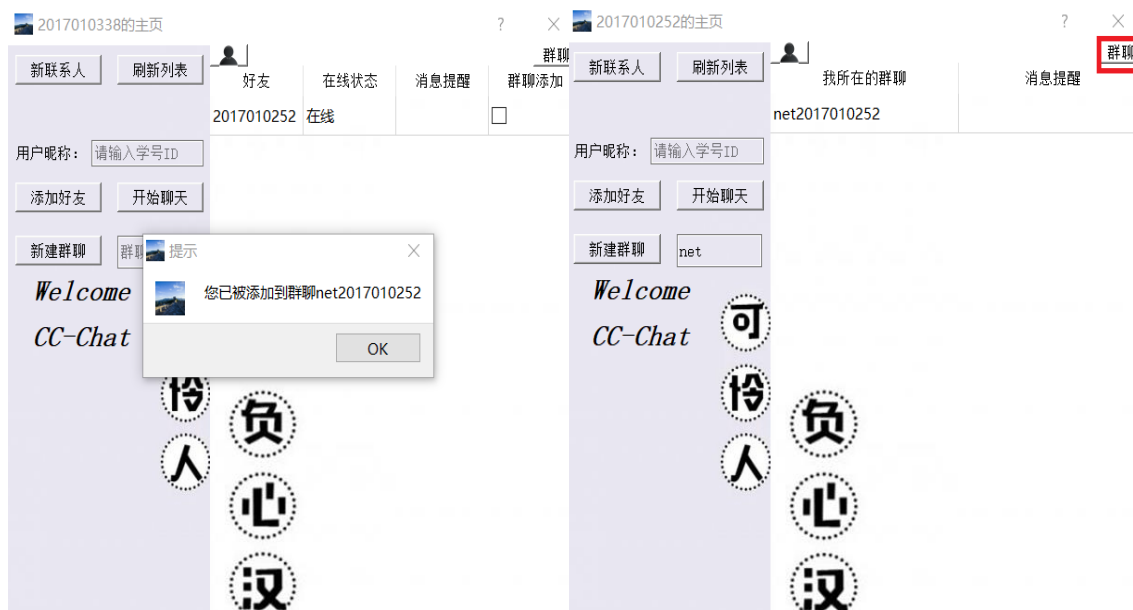 2017010338的主页
?
新联系人
刷新列表
群聊
好友
在线状态
消息提醒
群聊添加
2017010252
在线
用户昵称：
请输入学号ID
添加好友
开始聊天
新建群聊
提示
您已被添加到群聊net2017010252
OK
Welcome
CC-Chat
怜
人
负
心
汉
2017010252的主页
?
新联系人
刷新列表
群聊
我所在的群聊
消息提醒
net2017010252
用户昵称：
请输入学号ID
添加好友
开始聊天
新建群聊
net
Welcome
CC-Chat
可
怜
人
负
心
汉